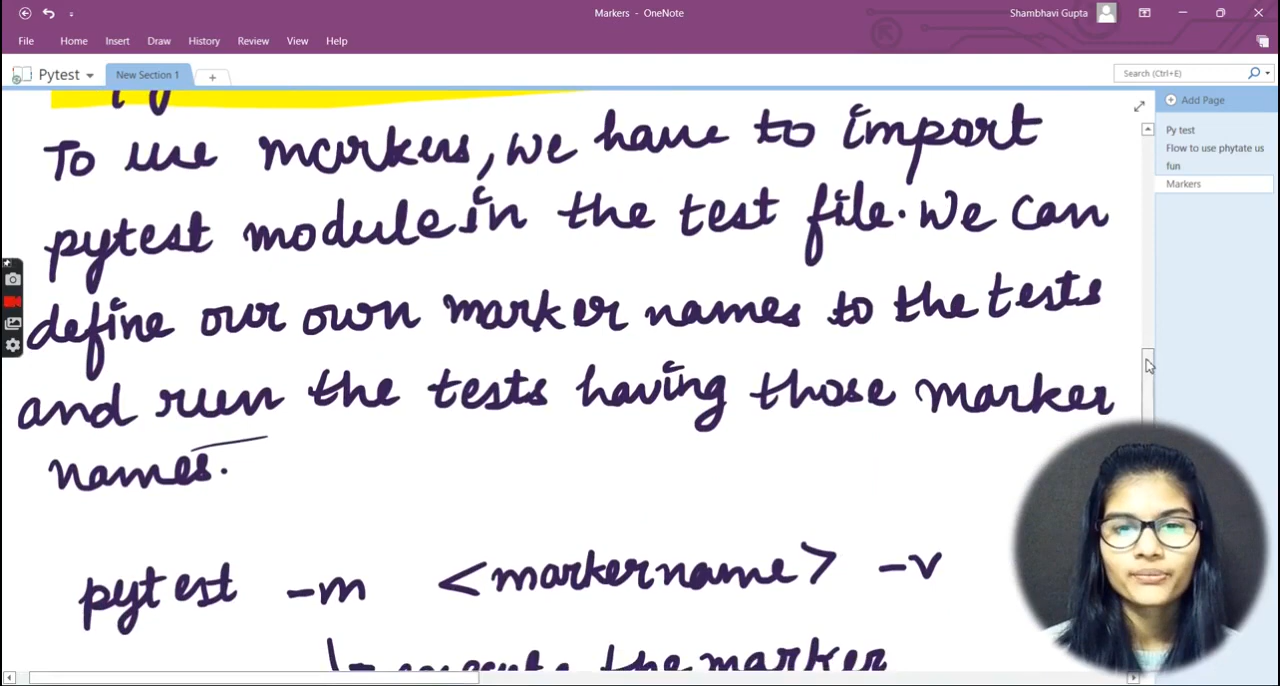 Markers - OneNote
Shambhavi Gupta
File Home Insert Draw History Review View Help
Pytest
New Section 1
Search (Ctrl+E)
Add Page
Py test
Flow to use phytate us
fun
Markers
To use markers, we have to import
pytest module in the test file. We can
define our own marker names to the tests
and run the tests having those marker
names.
pytest -m <markername> -v
execute the marker